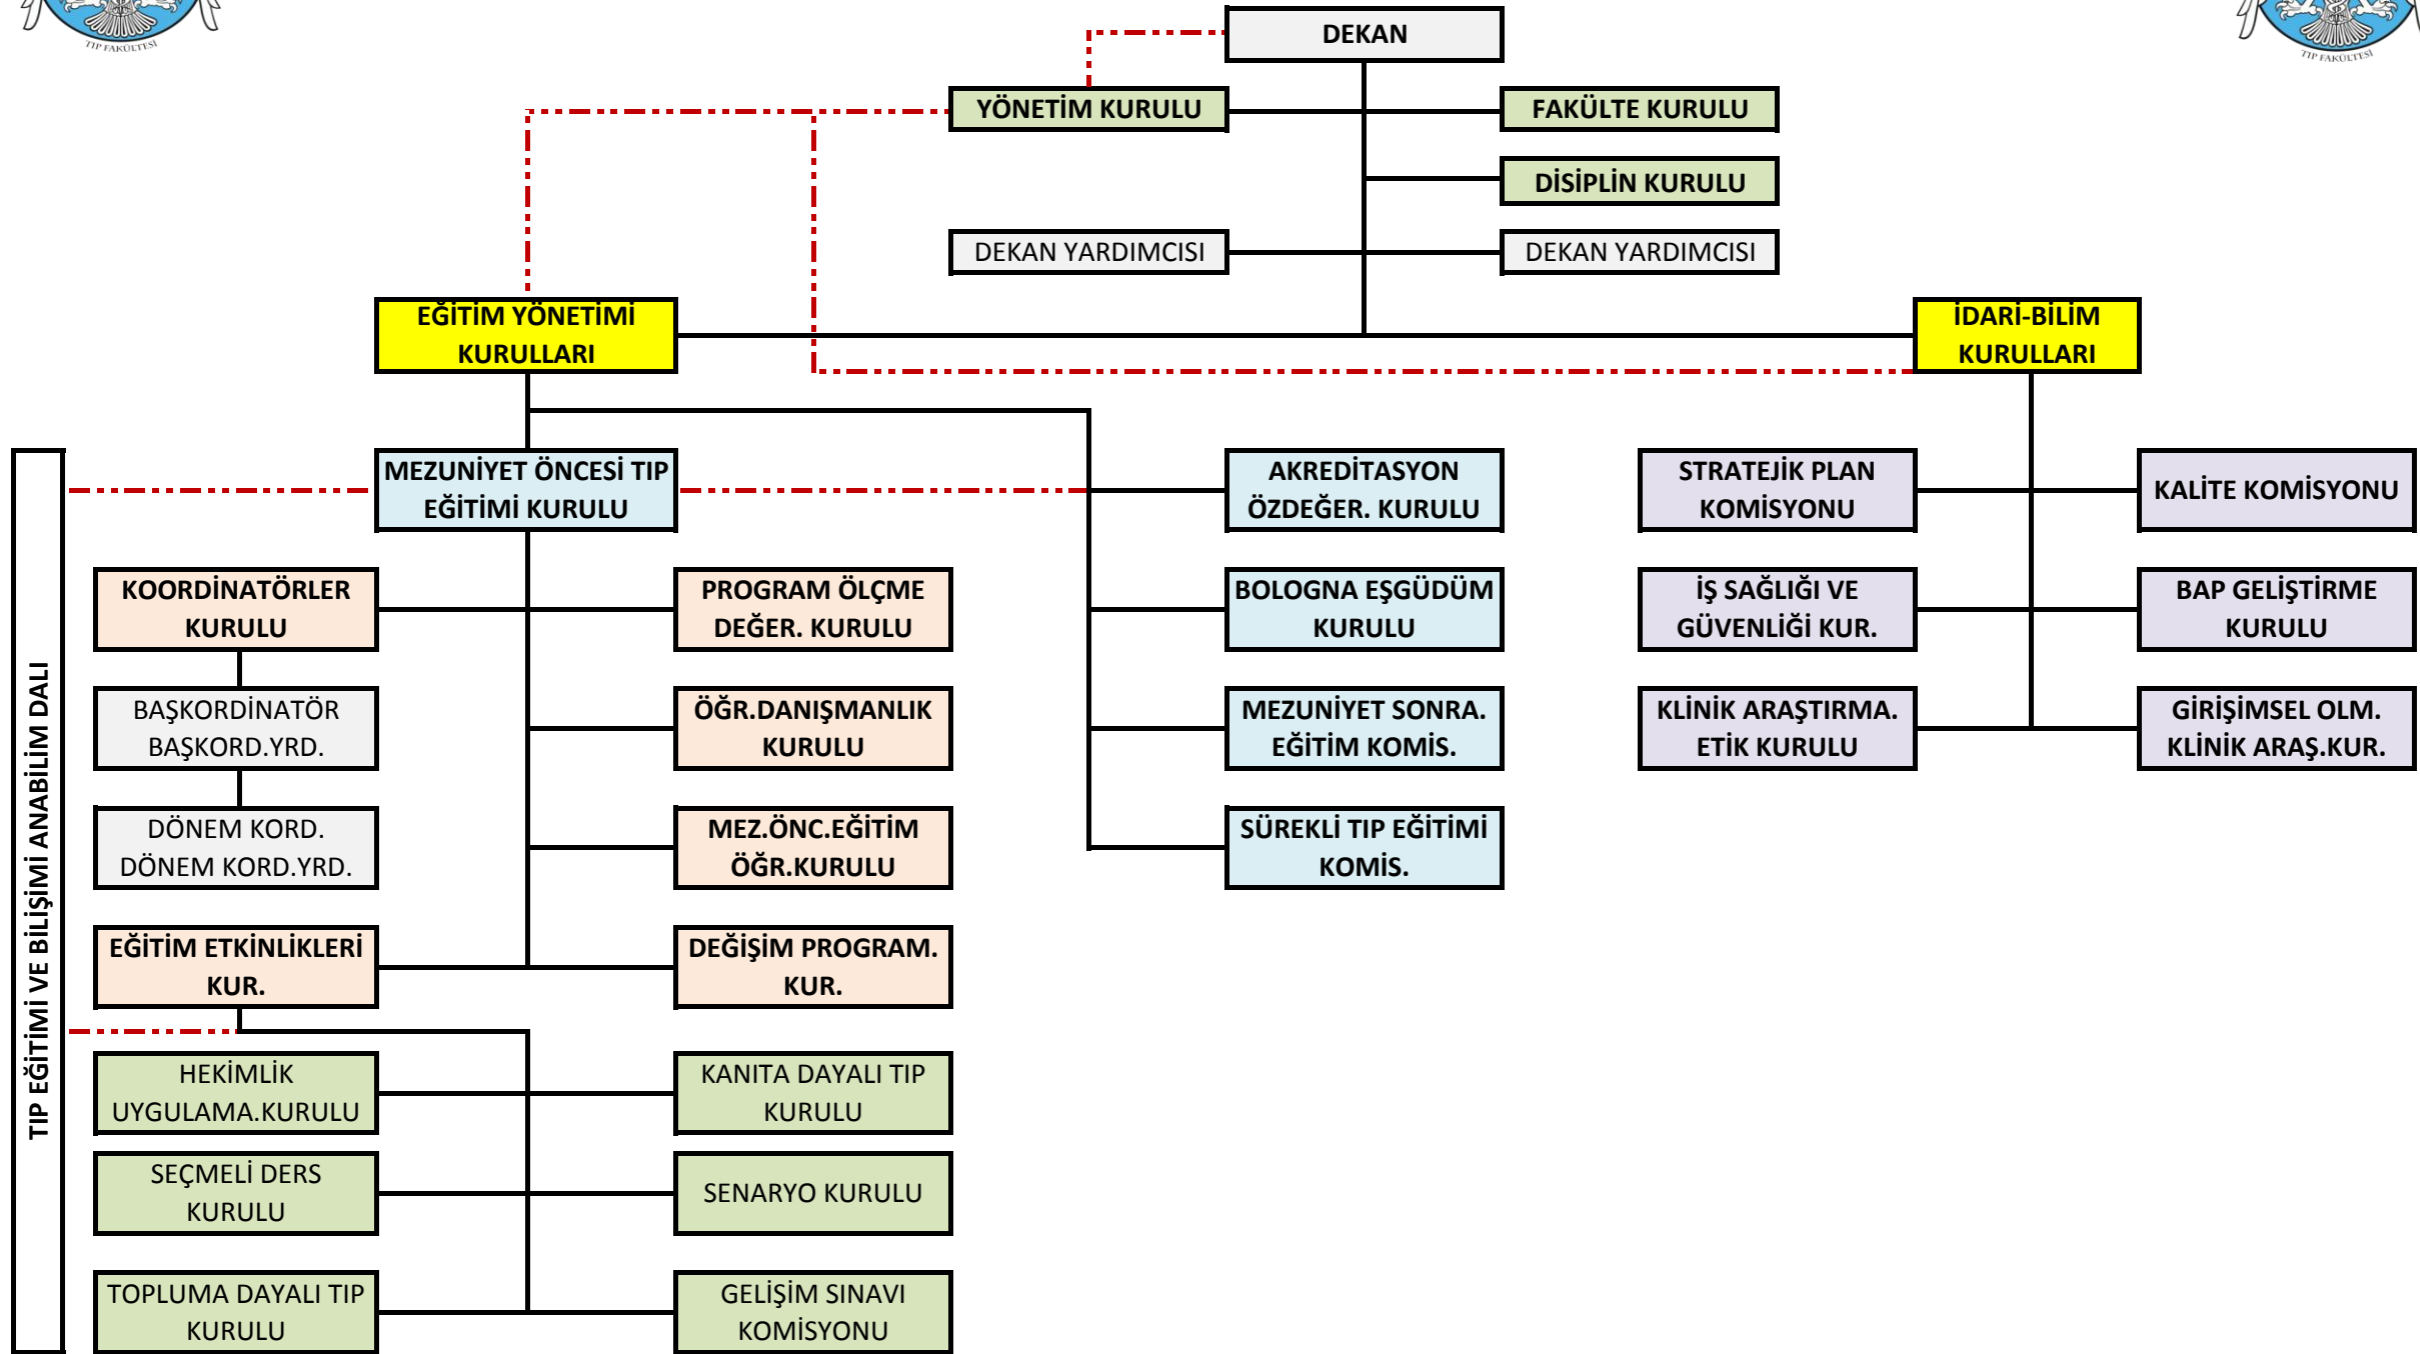 TIP FAKÜLTESİ
TIP FAKÜLTESİ
DEKAN
YÖNETİM KURULU
FAKÜLTE KURULU
DİSİPLİN KURULU
DEKAN YARDIMCISI
DEKAN YARDIMCISI
EĞİTİM YÖNETİMİ
KURULLARI
İDARİ-BİLİM
KURULLARI
TIP EĞİTİMİ VE BİLİŞİMİ ANABİLİM DALI
MEZUNİYET ÖNCESİ TIP
EĞİTİMİ KURULU
AKREDİTASYON
ÖZDEĞER. KURULU
STRATEJİK PLAN
KOMİSYONU
KALİTE KOMİSYONU
KOORDİNATÖRLER
KURULU
PROGRAM ÖLÇME
DEĞER. KURULU
BOLOGNA EŞGÜDÜM
KURULU
İŞ SAĞLIĞI VE
GÜVENLİĞİ KUR.
BAP GELİŞTİRME
KURULU
BAŞKORDİNATÖR
BAŞKORD.YRD.
ÖĞR.DANIŞMANLIK
KURULU
MEZUNİYET SONRA.
EĞİTİM KOMİS.
KLİNİK ARAŞTIRMA.
ETİK KURULU
GİRİŞİMSEL OLM.
KLİNİK ARAŞ.KUR.
DÖNEM KORD.
DÖNEM KORD.YRD.
MEZ.ÖNC.EĞİTİM
ÖĞR.KURULU
SÜREKLİ TIP EĞİTİMİ
KOMİS.
EĞİTİM ETKİNLİKLERİ
KUR.
DEĞİŞİM PROGRAM.
KUR.
HEKİMLİK
UYGULAMA.KURULU
KANITA DAYALI TIP
KURULU
SEÇMELİ DERS
KURULU
SENARYO KURULU
TOPLUMA DAYALI TIP
KURULU
GELİŞİM SINAVI
KOMİSYONU